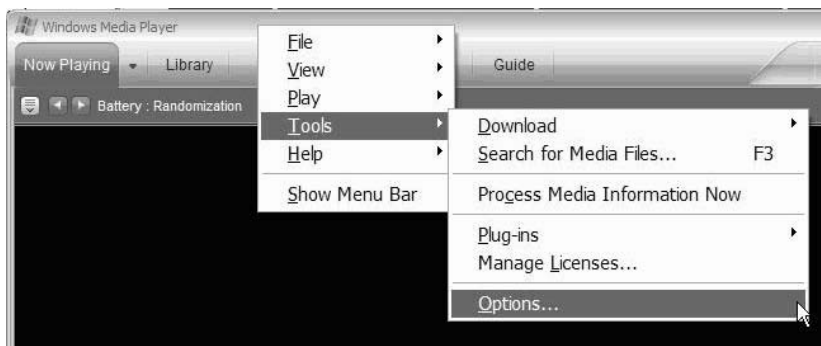 Windows Media Player
Now Playing Library Guide
Battery : Randomization
File
View
Play
Tools
Help
Show Menu Bar
Download
Search for Media Files... F3
Process Media Information Now
Plug-ins
Manage Licenses...
Options...